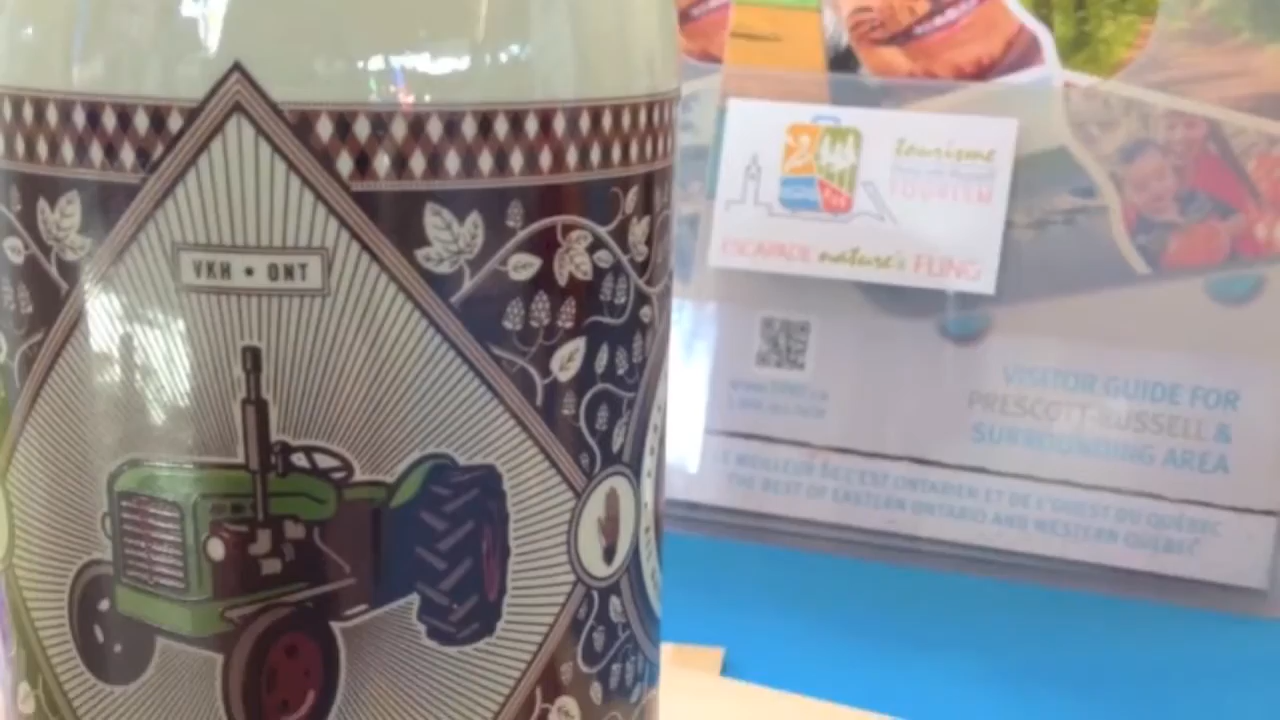 VKH • ONT
tourisme
TOURISM
ESCAPADE nature's FLING
VISITOR GUIDE FOR
PRESCOTT-RUSSELL &
SURROUNDING AREA
LE MEILLEUR DE L'EST ONTARIEN ET DE L'OUEST DU QUÉBEC
THE BEST OF EASTERN ONTARIO AND WESTERN QUEBEC